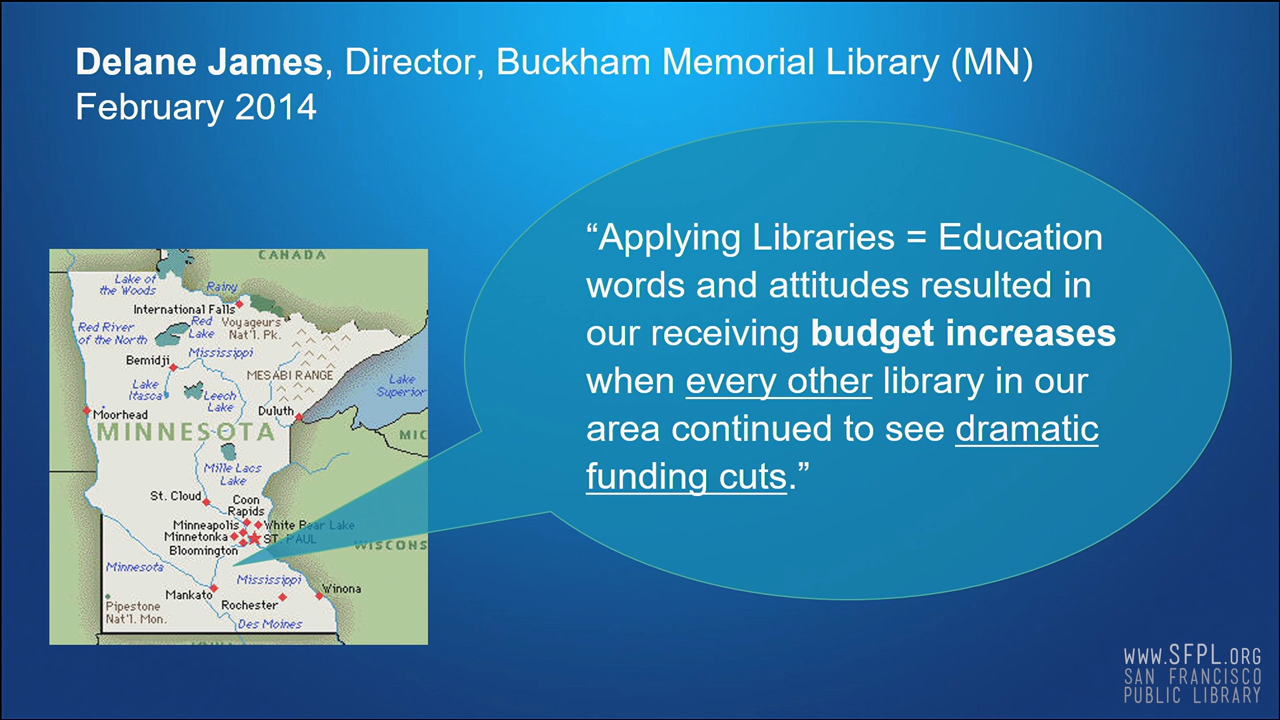 Delane James, Director, Buckham Memorial Library (MN)
February 2014
“Applying Libraries = Education
words and attitudes resulted in
our receiving budget increases
when every other library in our
area continued to see dramatic
funding cuts.”
CANADA
Lake of
the Woods
Rainy
International Falls
Red River
of the North
Red
Lake
Voyageurs
Nat'l. Pk.
Bemidji
Mississippi
MESABI RANGE
Lake
Itasca
Leech
Lake
Lake
Superior
Moorhead
Duluth
MINNESOTA
MIC
Mille Lacs
Lake
St. Cloud
Coon
Rapids
Minneapolis
White Bear Lake
Minnetonka
ST. PAUL
Bloomington
WISCONS
Minnesota
Mississippi
Mankato
Winona
Rochester
Pipestone
Nat'l. Mon.
Des Moines
WWW.SFPL.ORG
SAN FRANCISCO
PUBLIC LIBRARY